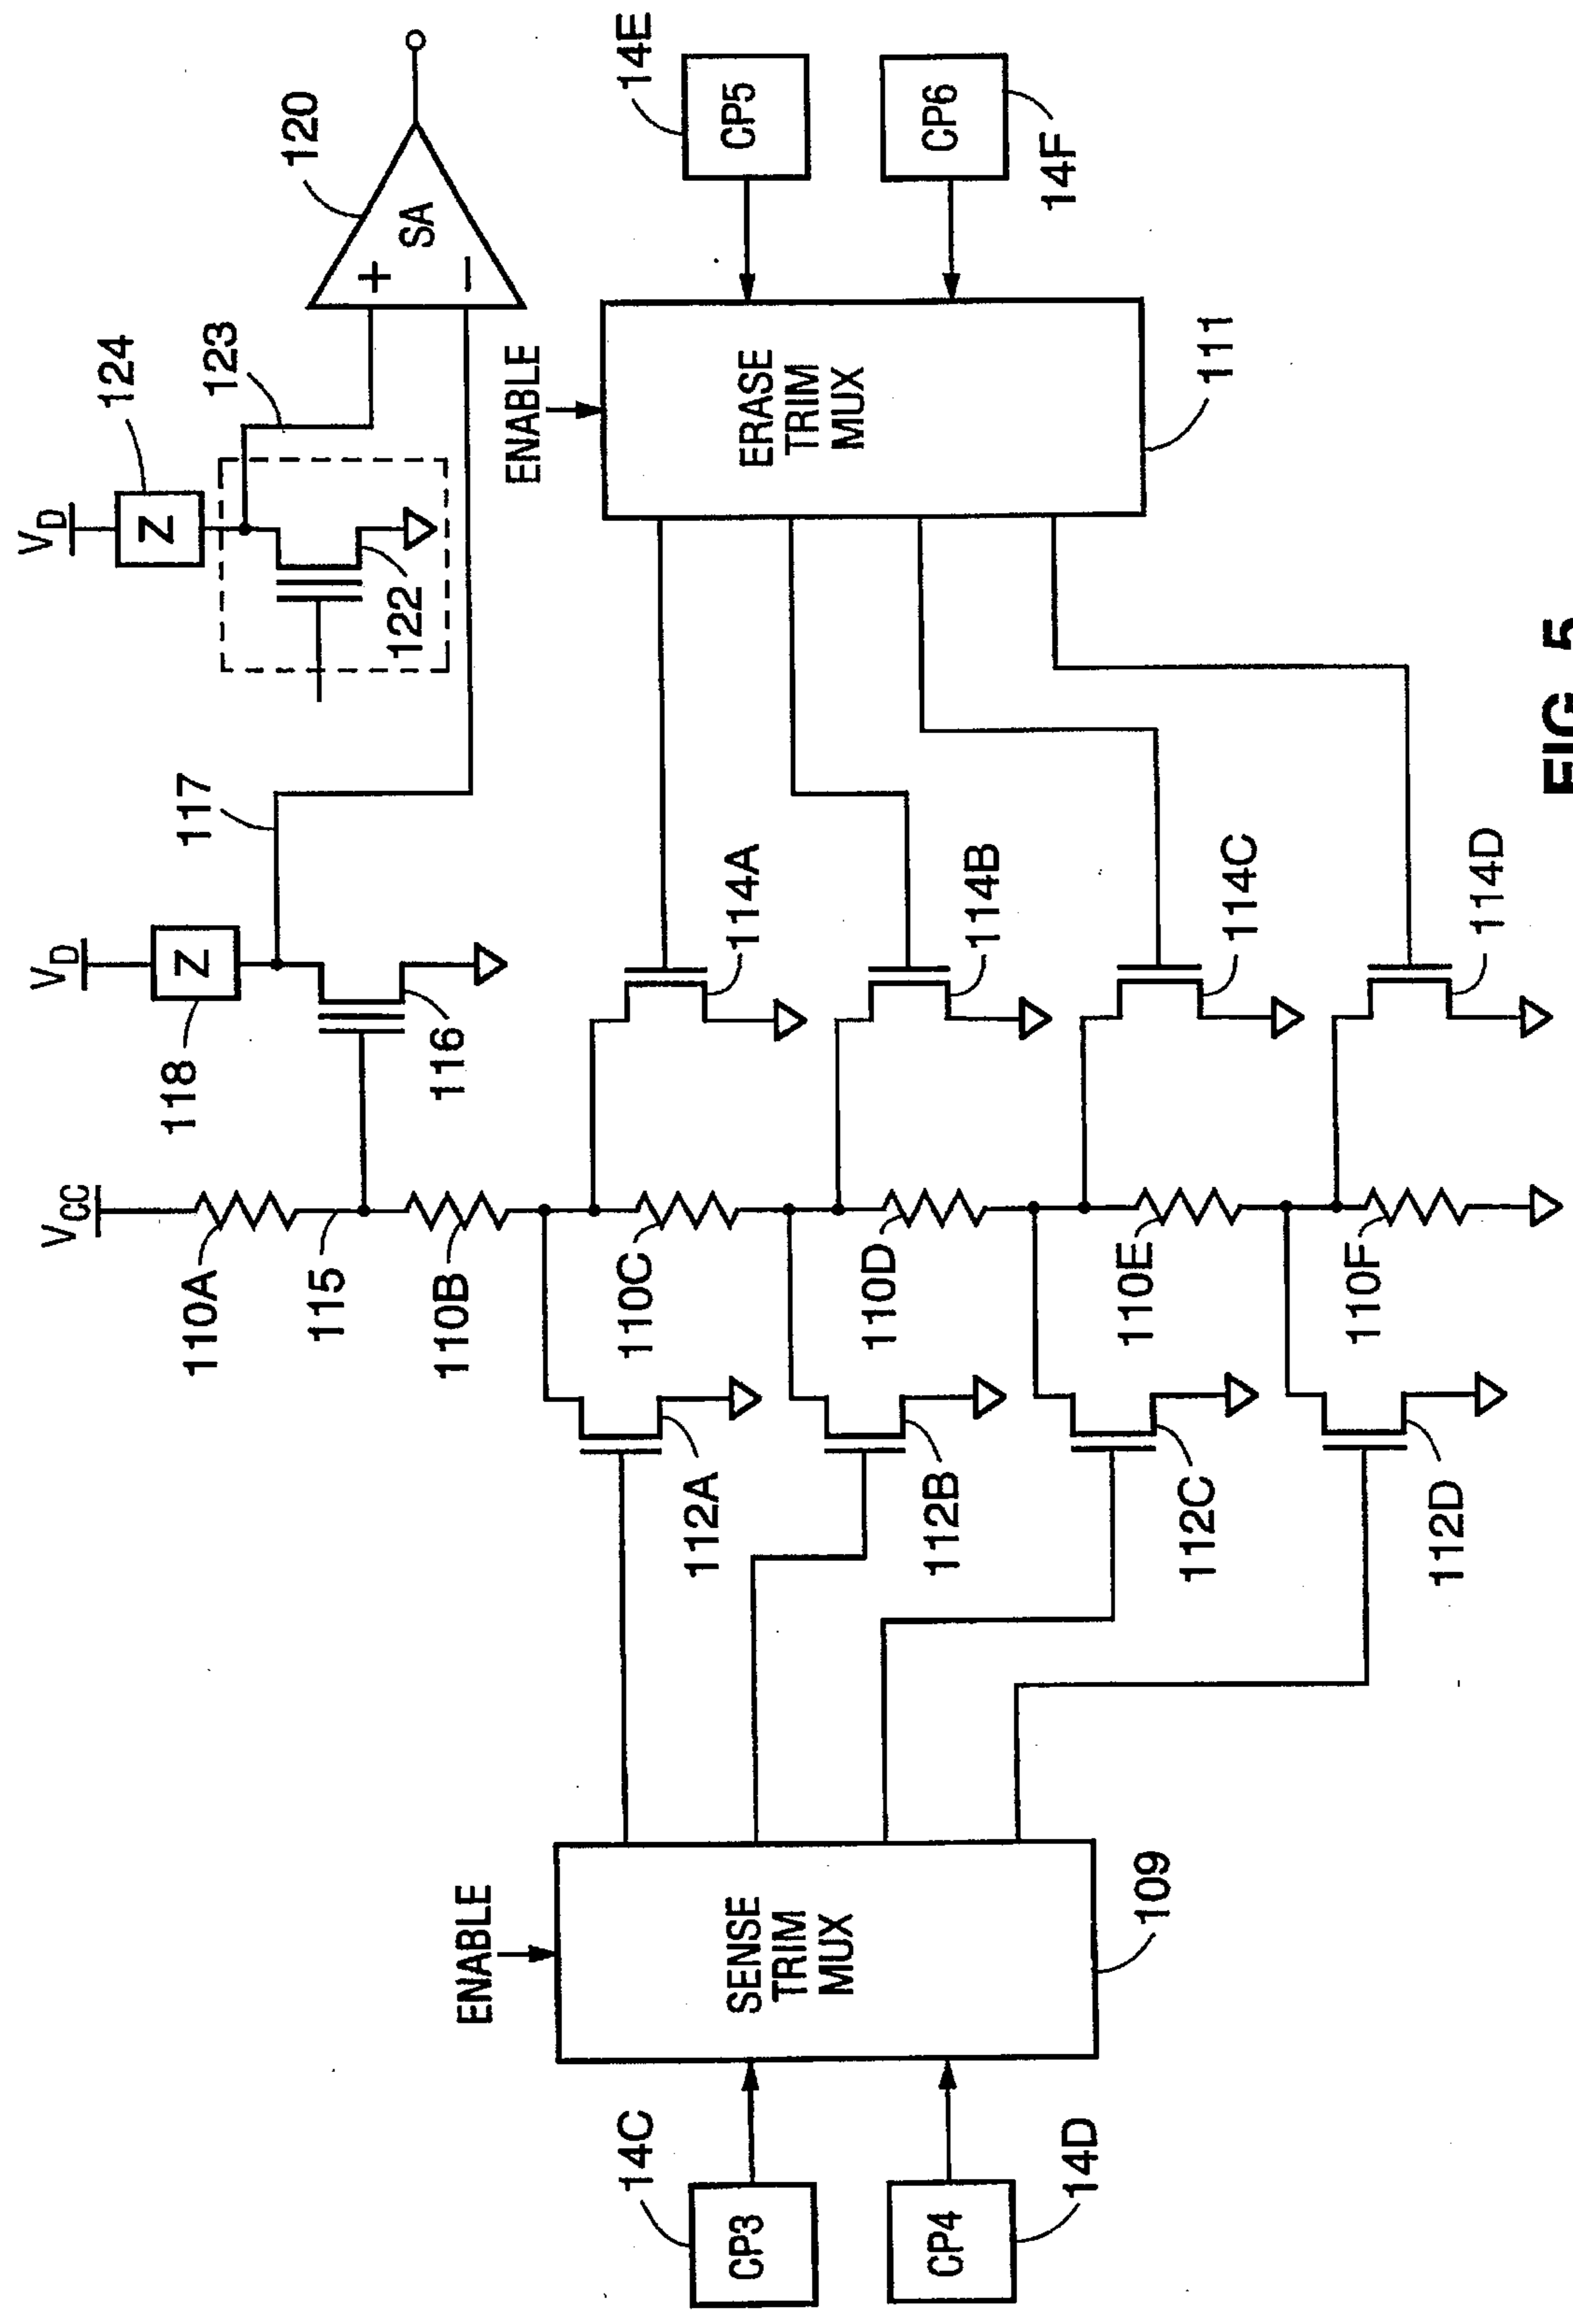 V_CC
V_D
V_D
110A
118
Z
117
124
Z
123
120
115
116
122
+
SA
−
110B
ENABLE
ENABLE
112A
110C
114A
14C
CP3
SENSE
TRIM
MUX
ERASE
TRIM
MUX
CP5
14E
112B
110D
114B
14D
CP4
CP6
14F
109
111
112C
110E
114C
112D
110F
114D
FIG. 5